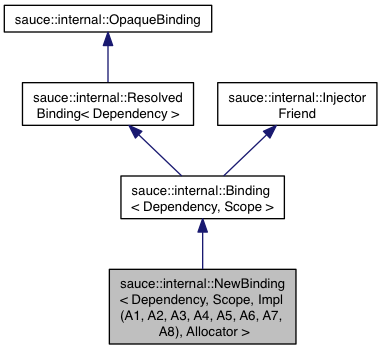 sauce::internal::OpaqueBinding
sauce::internal::Resolved
Binding< Dependency >
sauce::internal::Injector
Friend
sauce::internal::Binding
< Dependency, Scope >
sauce::internal::NewBinding
< Dependency, Scope, Impl
(A1, A2, A3, A4, A5, A6, A7,
A8), Allocator >